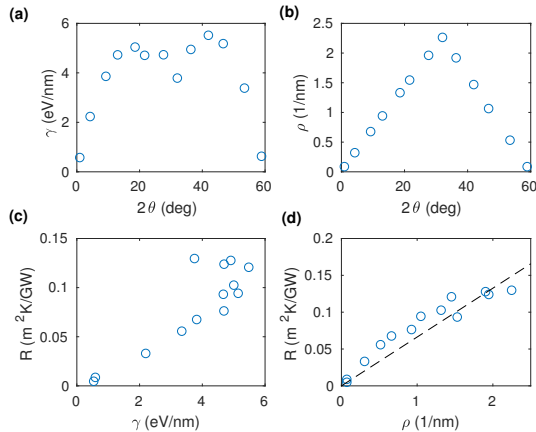 (a)
6
4
2
0
γ (eV/nm)
0 20 40 60
2θ (deg)
(b)
2.5
2
1.5
1
0.5
0
ρ (1/nm)
0 20 40 60
2θ (deg)
(c)
0.15
0.1
0.05
0
R (m²K/GW)
0 2 4 6
γ (eV/nm)
(d)
0.2
0.15
0.1
0.05
0
R (m²K/GW)
0 1 2
ρ (1/nm)